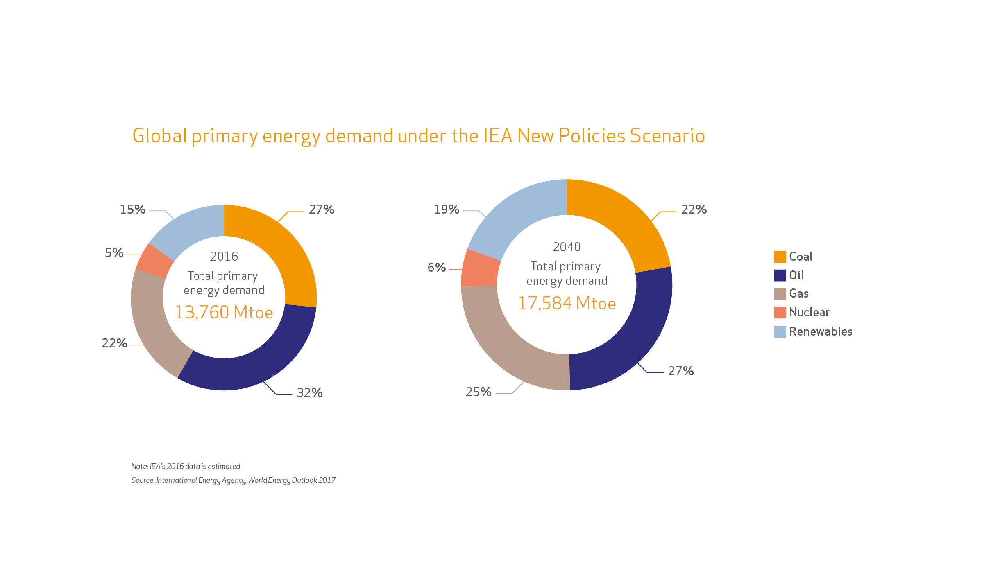 Global primary energy demand under the IEA New Policies Scenario
15%
27%
5%
2016
Total primary
energy demand
13,760 Mtoe
22%
32%
19%
22%
2040
Total primary
energy demand
17,584 Mtoe
6%
25%
27%
Coal
Oil
Gas
Nuclear
Renewables
Note: IEA's 2016 data is estimated
Source: International Energy Agency, World Energy Outlook 2017